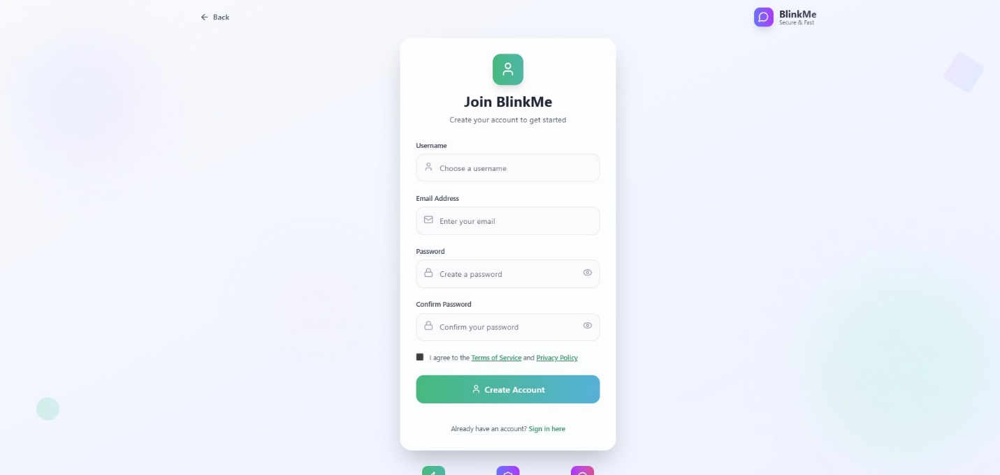 Back
BlinkMe
Secure & Fast
Join BlinkMe
Create your account to get started
Username
Choose a username
Email Address
Enter your email
Password
Create a password
Confirm Password
Confirm your password
I agree to the Terms of Service and Privacy Policy
Create Account
Already have an account? Sign in here